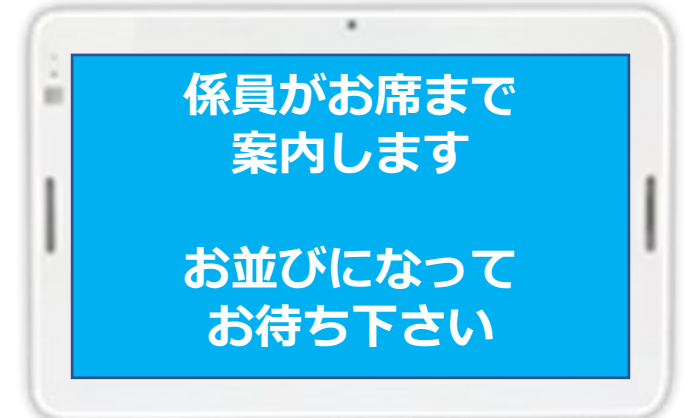 係員がお席まで
案内します
お並びになって
お待ち下さい